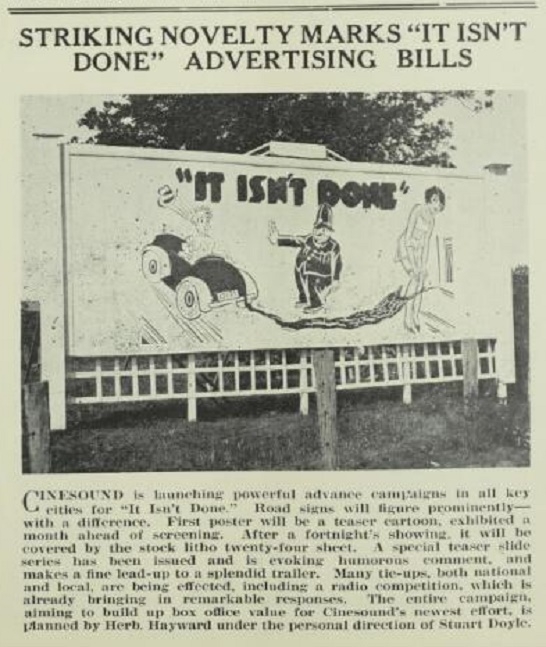 STRIKING NOVELTY MARKS “IT ISN’T
DONE” ADVERTISING BILLS
"IT ISN'T DONE"
CINESOUND is launching powerful advance campaigns in all key
cities for “It Isn’t Done.” Road signs will figure prominently—
with a difference. First poster will be a teaser cartoon, exhibited a
month ahead of screening. After a fortnight’s showing, it will be
covered by the stock litho twenty-four sheet. A special teaser slide
series has been issued and is evoking humorous comment, and
makes a fine lead-up to a splendid trailer. Many tie-ups, both national
and local, are being effected, including a radio competition, which is
already bringing in remarkable responses. The entire campaign,
aiming to build up box office value for Cinesound’s newest effort, is
planned by Herb. Hayward under the personal direction of Stuart Doyle.